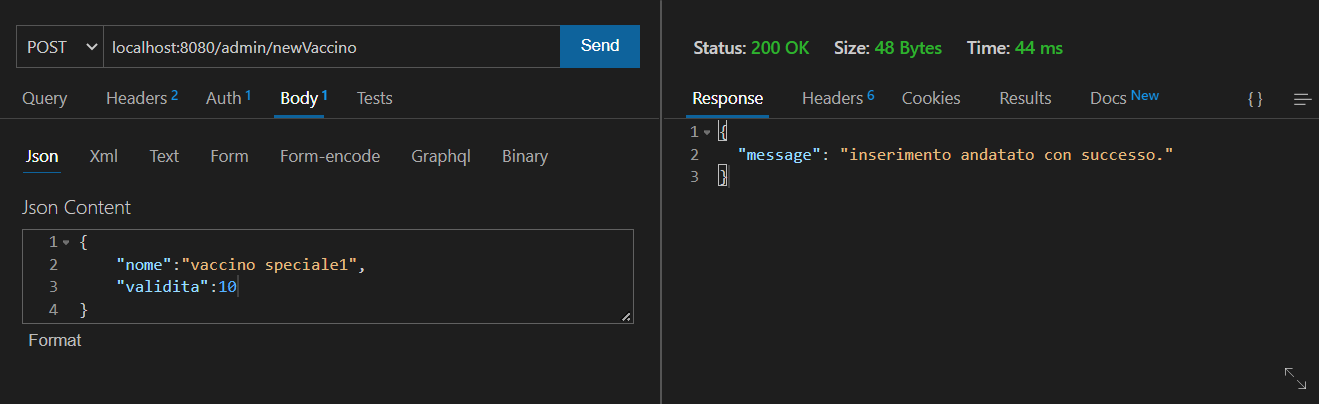 POST localhost:8080/admin/newVaccino Send
Query Headers 2 Auth 1 Body 1 Tests
Json Xml Text Form Form-encode Graphql Binary
Json Content
1 {
2 "nome":"vaccino speciale1",
3 "validita":10
4 }
Format
Status: 200 OK Size: 48 Bytes Time: 44 ms
Response Headers 6 Cookies Results Docs New { }
1 {
2 "message": "inserimento andatato con successo."
3 }